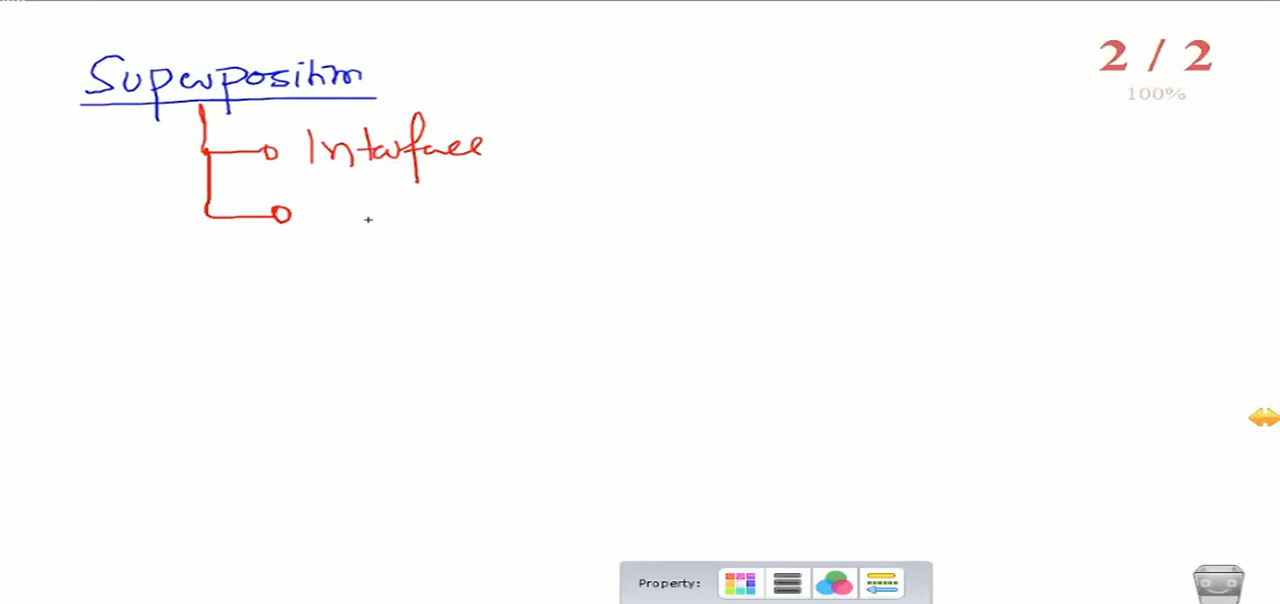 Superposition
Interface
2 / 2
100%
Property: